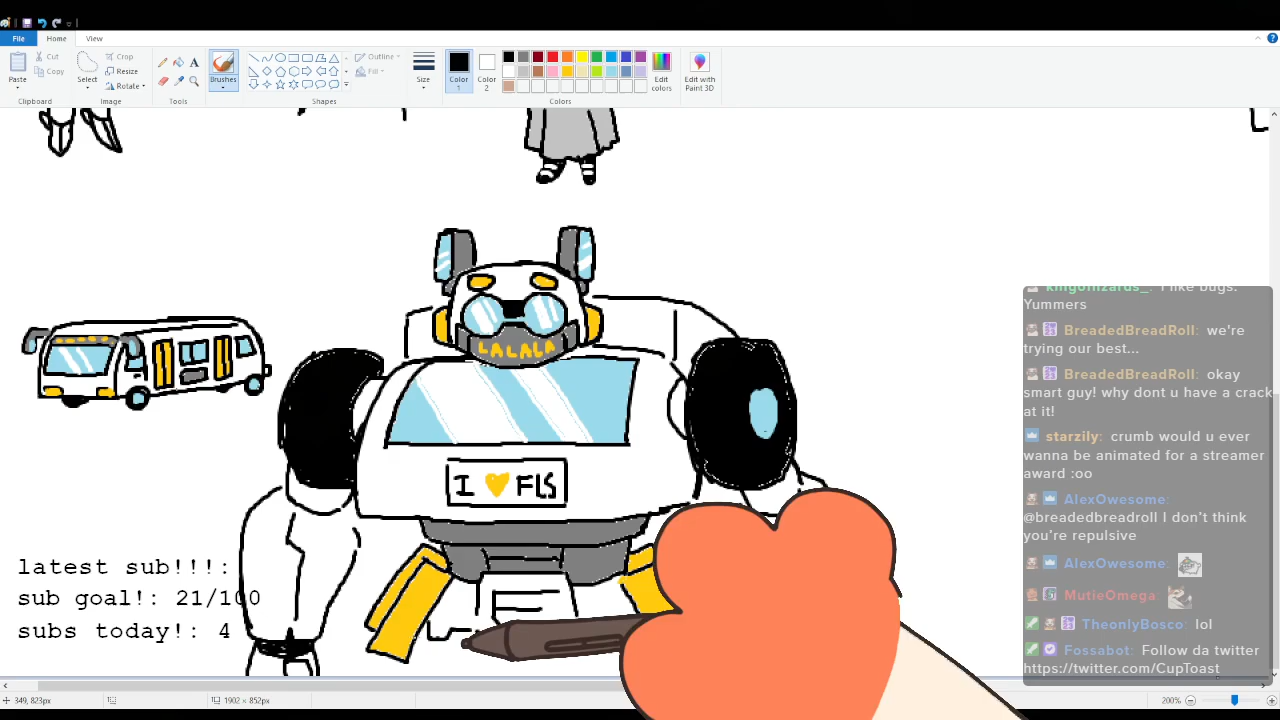 File Home View
Cut
Copy
Paste
Clipboard
Crop
Resize
Rotate
Select
Image
Tools
Brushes
Shapes
Outline
Fill
Size
Color 1
Color 2
Edit colors
Edit with Paint 3D
Colors
LALALA
I FLS
latest sub!!!:
sub goal!: 21/100
subs today!: 4
I like bugs.
Yummers
BreadedBreadRoll: we're
trying our best...
BreadedBreadRoll: okay
smart guy! why dont u have a crack
at it!
starzily: crumb would u ever
wanna be animated for a streamer
award :oo
AlexOwesome:
@breadedbreadroll I don't think
you're repulsive
AlexOwesome:
MutieOmega:
TheonlyBosco: lol
Fossabot: Follow da twitter
https://twitter.com/CupToast
349, 823px
1902 × 852px
200%